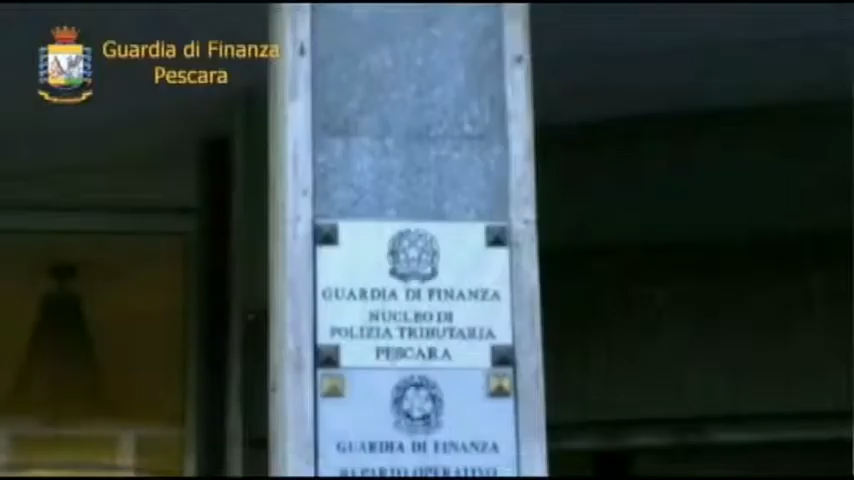 Guardia di Finanza
Pescara
GUARDIA DI FINANZA
NUCLEO DI
POLIZIA TRIBUTARIA
PESCARA
GUARDIA DI FINANZA
REPARTO OPERATIVO